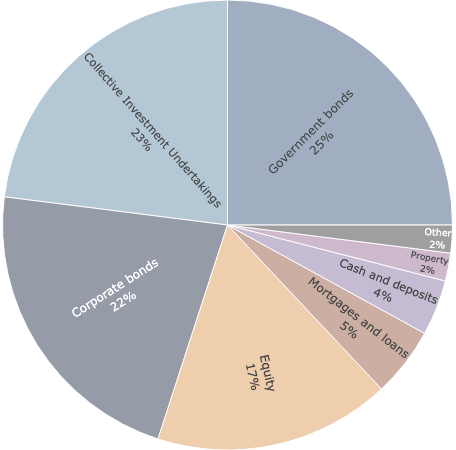 Government bonds
25%
Collective Investment Undertakings
23%
Corporate bonds
22%
Equity
17%
Mortgages and loans
5%
Cash and deposits
4%
Property
2%
Other
2%